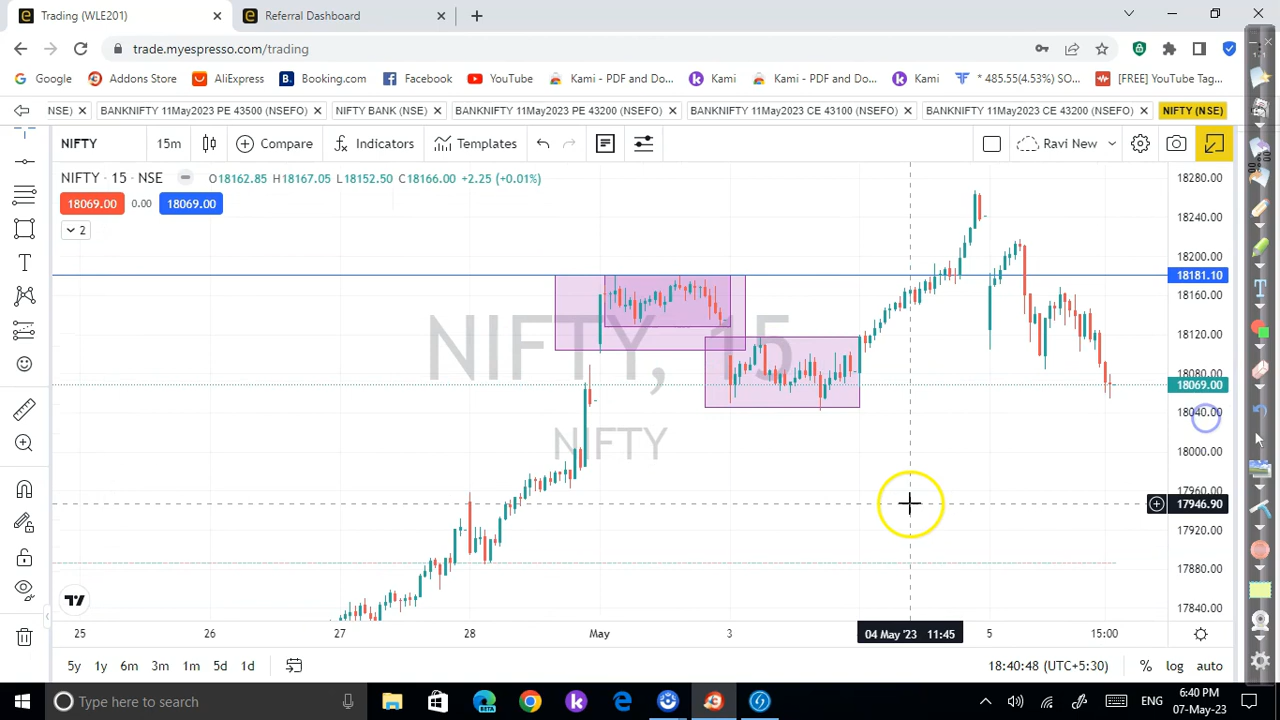 Trading (WLE201)
Referral Dashboard
trade.myespresso.com/trading
Google Addons Store AliExpress Booking.com Facebook YouTube Kami - PDF and Do... Kami Kami - PDF and Do... Kami * 485.55(4.53%) SO... [FREE] YouTube Tag...
NSE) BANKNIFTY 11May2023 PE 43500 (NSEFO) NIFTY BANK (NSE) BANKNIFTY 11May2023 PE 43200 (NSEFO) BANKNIFTY 11May2023 CE 43100 (NSEFO) BANKNIFTY 11May2023 CE 43200 (NSEFO) NIFTY (NSE)
NIFTY 15m Compare Indicators Templates Ravi New
NIFTY · 15 · NSE O18162.85 H18167.05 L18152.50 C18166.00 +2.25 (+0.01%)
18069.00 0.00 18069.00
2
NIFTY, 15
NIFTY
18280.00
18240.00
18200.00
18181.10
18160.00
18120.00
18080.00
18069.00
18040.00
18000.00
17960.00
17946.90
17920.00
17880.00
17840.00
25 26 27 28 May 3 04 May '23 11:45 5 15:00
5y 1y 6m 3m 1m 5d 1d 18:40:48 (UTC+5:30) % log auto
Type here to search
BETA
ENG
6:40 PM
07-May-23